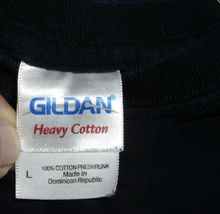 GILDAN
Heavy Cotton
L
100% COTTON PRESHRUNK
Made in
Dominican Republic